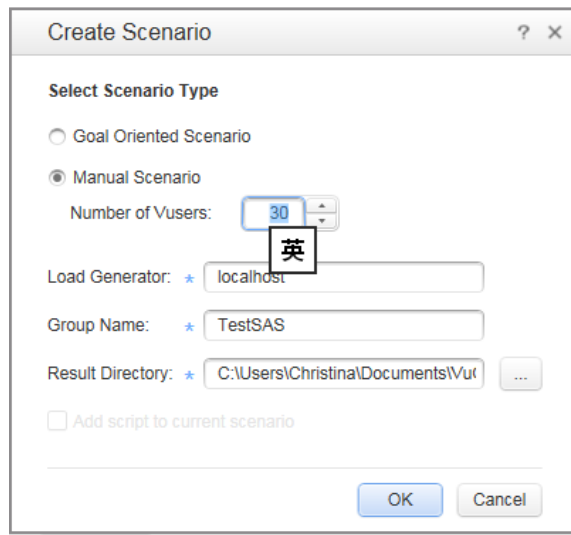 Create Scenario ? ×
Select Scenario Type
Goal Oriented Scenario
Manual Scenario
Number of Vusers: 30
英
Load Generator: * localhost
Group Name: * TestSAS
Result Directory: * C:\Users\Christina\Documents\VuG ...
Add script to current scenario
OK Cancel